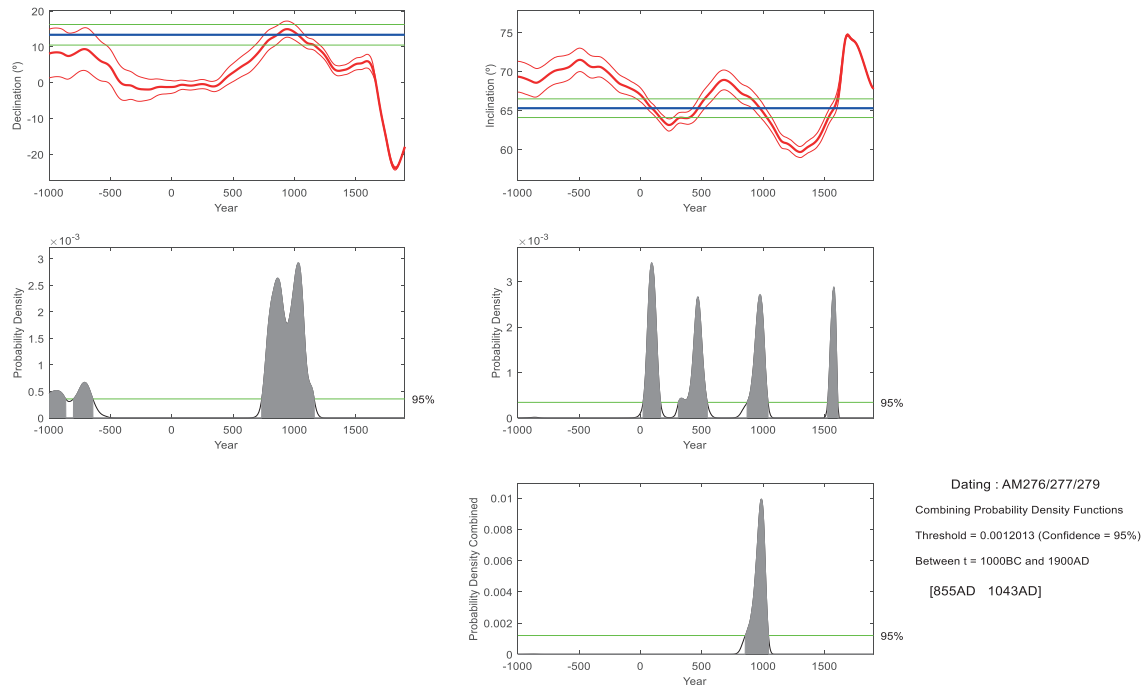 20
10
0
-10
-20
Declination (º)
-1000 -500 0 500 1000 1500
Year
75
70
65
60
Inclination (º)
-1000 -500 0 500 1000 1500
Year
×10⁻³
3
2.5
2
1.5
1
0.5
0
Probability Density
95%
-1000 -500 0 500 1000 1500
Year
×10⁻³
3
2
1
0
Probability Density
95%
-1000 -500 0 500 1000 1500
Year
0.01
0.008
0.006
0.004
0.002
0
Probability Density Combined
95%
-1000 -500 0 500 1000 1500
Year
Dating : AM276/277/279
Combining Probability Density Functions
Threshold = 0.0012013 (Confidence = 95%)
Between t = 1000BC and 1900AD
[855AD 1043AD]